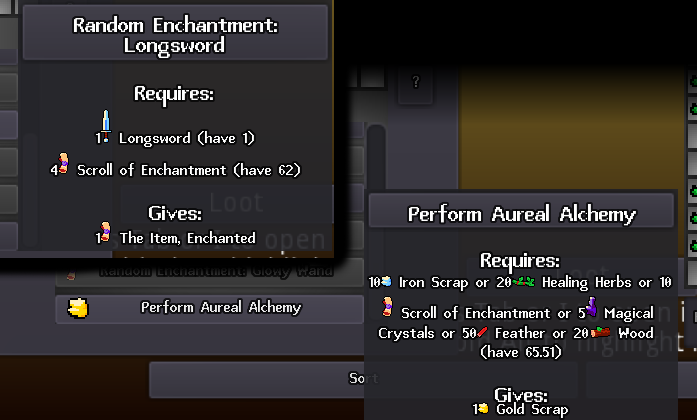 Random Enchantment:
Longsword
Requires:
1 Longsword (have 1)
4 Scroll of Enchantment (have 62)
Loot
Gives:
1 The Item, Enchanted
open
?
Random Enchantment: Glowy Wand
Perform Aureal Alchemy
Sort
Perform Aureal Alchemy
Requires:
10 Iron Scrap or 20 Healing Herbs or 10
Scroll of Enchantment or 5 Magical
Crystals or 50 Feather or 20 Wood
(have 65.51)
Gives:
1 Gold Scrap